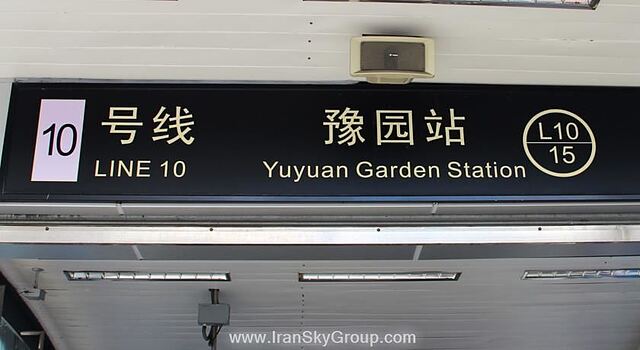 10 号线 豫园站 L10
LINE 10 Yuyuan Garden Station 15
www.IranSkyGroup.com